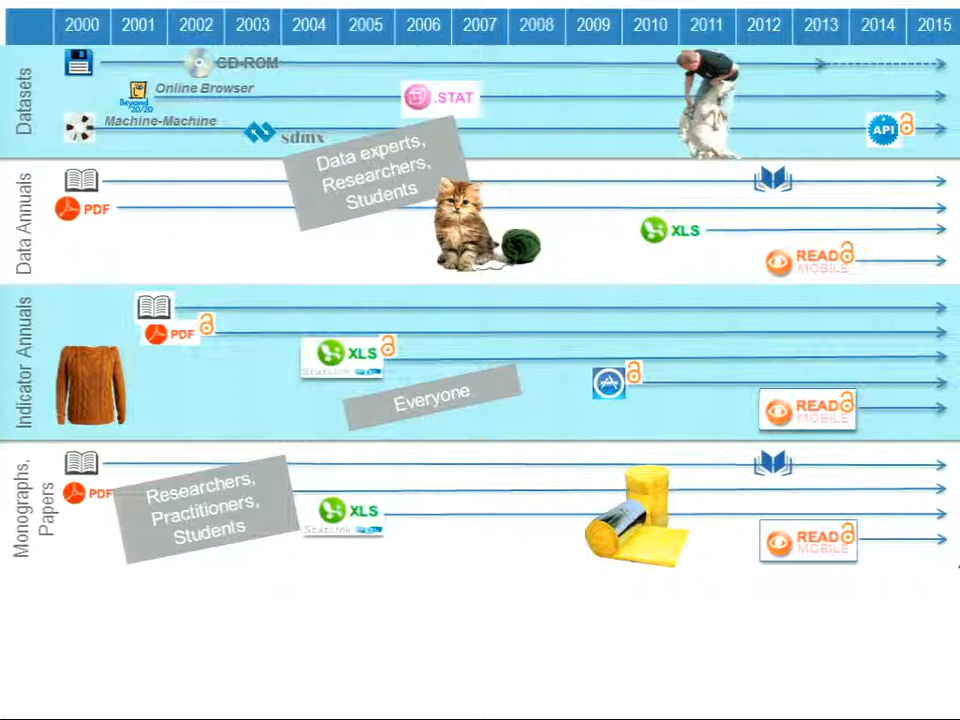 2000 2001 2002 2003 2004 2005 2006 2007 2008 2009 2010 2011 2012 2013 2014 2015
Datasets
CD-ROM
Online Browser
Beyond 20/20
.STAT
Machine-Machine
sdmx
API
Data experts,
Researchers,
Students
Data Annuals
PDF
XLS
READ
MOBILE
Indicator Annuals
PDF
XLS
StatLink
Everyone
READ
MOBILE
Monographs,
Papers
PDF
Researchers,
Practitioners,
Students
XLS
StatLink
READ
MOBILE